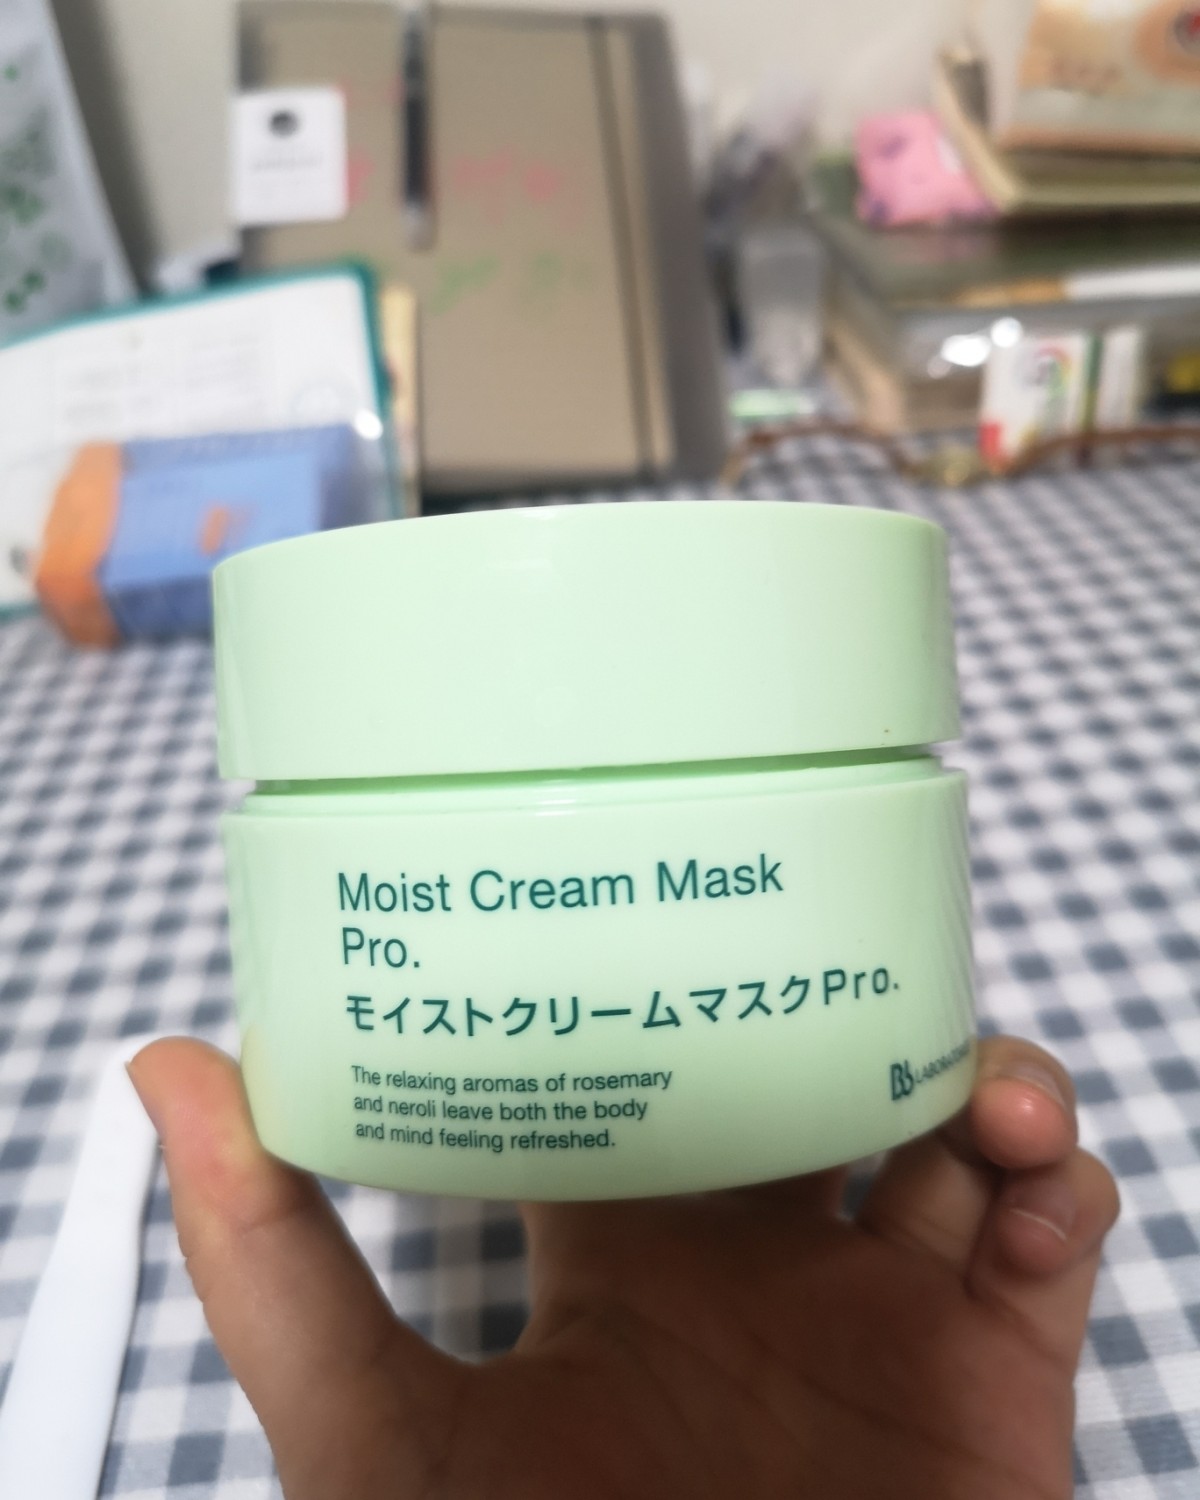 Moist Cream Mask
Pro.
モイストクリームマスクPro.
The relaxing aromas of rosemary
and neroli leave both the body
and mind feeling refreshed.
Bb